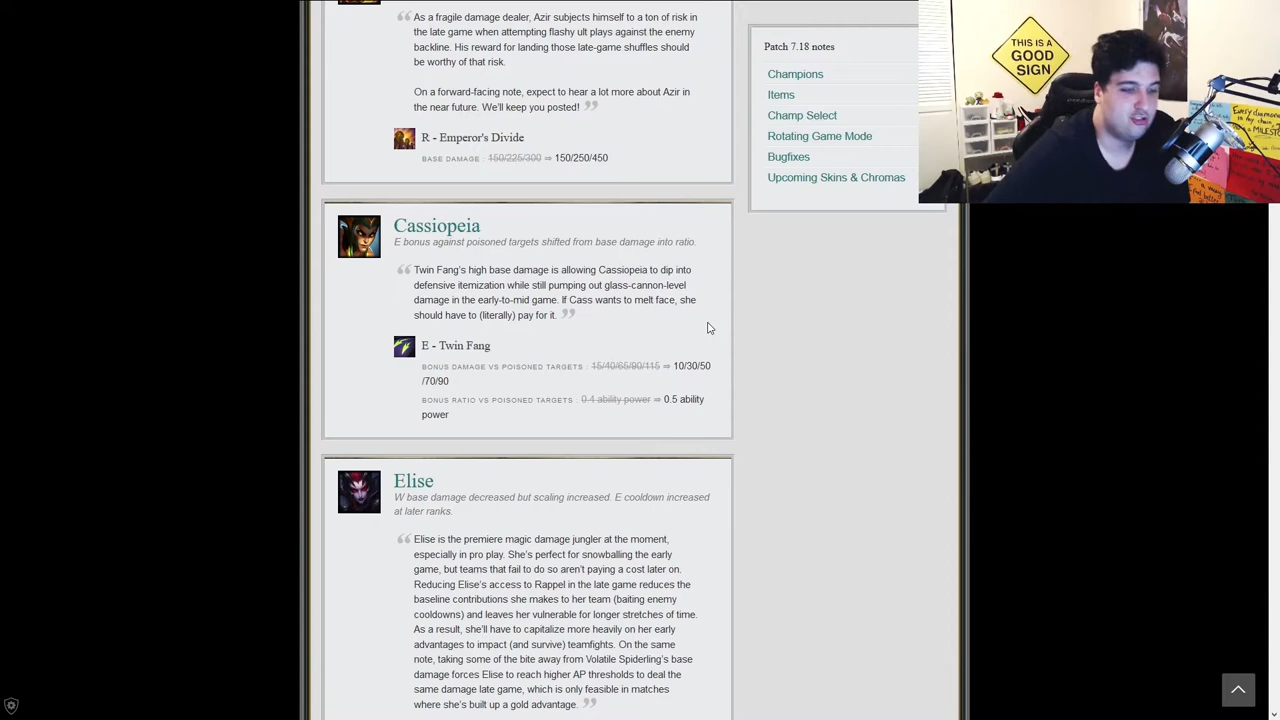 As a fragile damage dealer, Azir subjects himself to a ton of risk in
the late game when attempting flashy ult plays against the enemy
backline. His reward for landing those late-game shuffles should
be worthy of that risk.
On a forward-facing note, expect to hear a lot more about Azir in
the near future. We'll keep you posted!
R - Emperor's Divide
BASE DAMAGE : 150/225/300 ⇒ 150/250/450
Cassiopeia
E bonus against poisoned targets shifted from base damage into ratio.
Twin Fang's high base damage is allowing Cassiopeia to dip into
defensive itemization while still pumping out glass-cannon-level
damage in the early-to-mid game. If Cass wants to melt face, she
should have to (literally) pay for it.
E - Twin Fang
BONUS DAMAGE VS POISONED TARGETS : 15/40/65/90/115 ⇒ 10/30/50
/70/90
BONUS RATIO VS POISONED TARGETS : 0.4 ability power ⇒ 0.5 ability
power
Elise
W base damage decreased but scaling increased. E cooldown increased
at later ranks.
Elise is the premiere magic damage jungler at the moment,
especially in pro play. She's perfect for snowballing the early
game, but teams that fail to do so aren't paying a cost later on.
Reducing Elise's access to Rappel in the late game reduces the
baseline contributions she makes to her team (baiting enemy
cooldowns) and leaves her vulnerable for longer stretches of time.
As a result, she'll have to capitalize more heavily on her early
advantages to impact (and survive) teamfights. On the same
note, taking some of the bite away from Volatile Spiderling's base
damage forces Elise to reach higher AP thresholds to deal the
same damage late game, which is only feasible in matches
where she's built up a gold advantage.
Patch 7.18 notes
Champions
Items
Champ Select
Rotating Game Mode
Bugfixes
Upcoming Skins & Chromas
THIS IS A
GOOD
SIGN